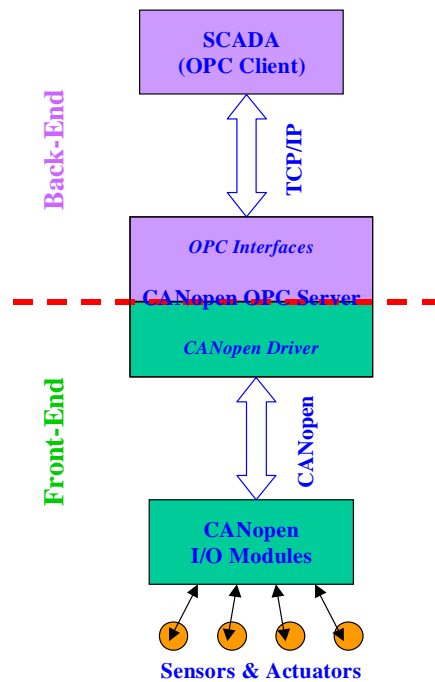 SCADA
(OPC Client)
Back-End
TCP/IP
OPC Interfaces
CANopen OPC Server
CANopen Driver
Front-End
CANopen
CANopen
I/O Modules
Sensors & Actuators